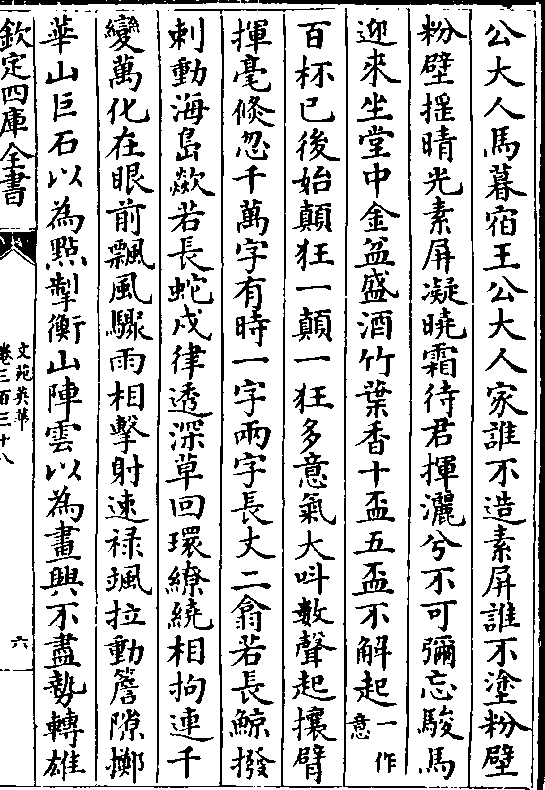 公大人馬暮宿王公大人家誰不造素屏誰不塗粉壁
粉壁揺晴光素屏凝曉霜待君揮灑兮不可彌忘駿馬
迎來坐堂中金盆盛酒竹葉香十盃五盃不解起一作意
百杯已後始顛狂一顛一狂多意氣大呌數聲起攘臂
揮毫倐忽千萬字有時一字兩字長丈二翕若長鯨撥
刺動海島歘若長蛇戍律透深草回環繚繞相拘連千
變萬化在眼前飄風驟雨相擊射速禄颯拉動簷隙擲
華山巨石以為點掣衡山陣雲以為畫興不盡勢轉雄
欽定四庫全書
文苑英華
卷三百三十八
六